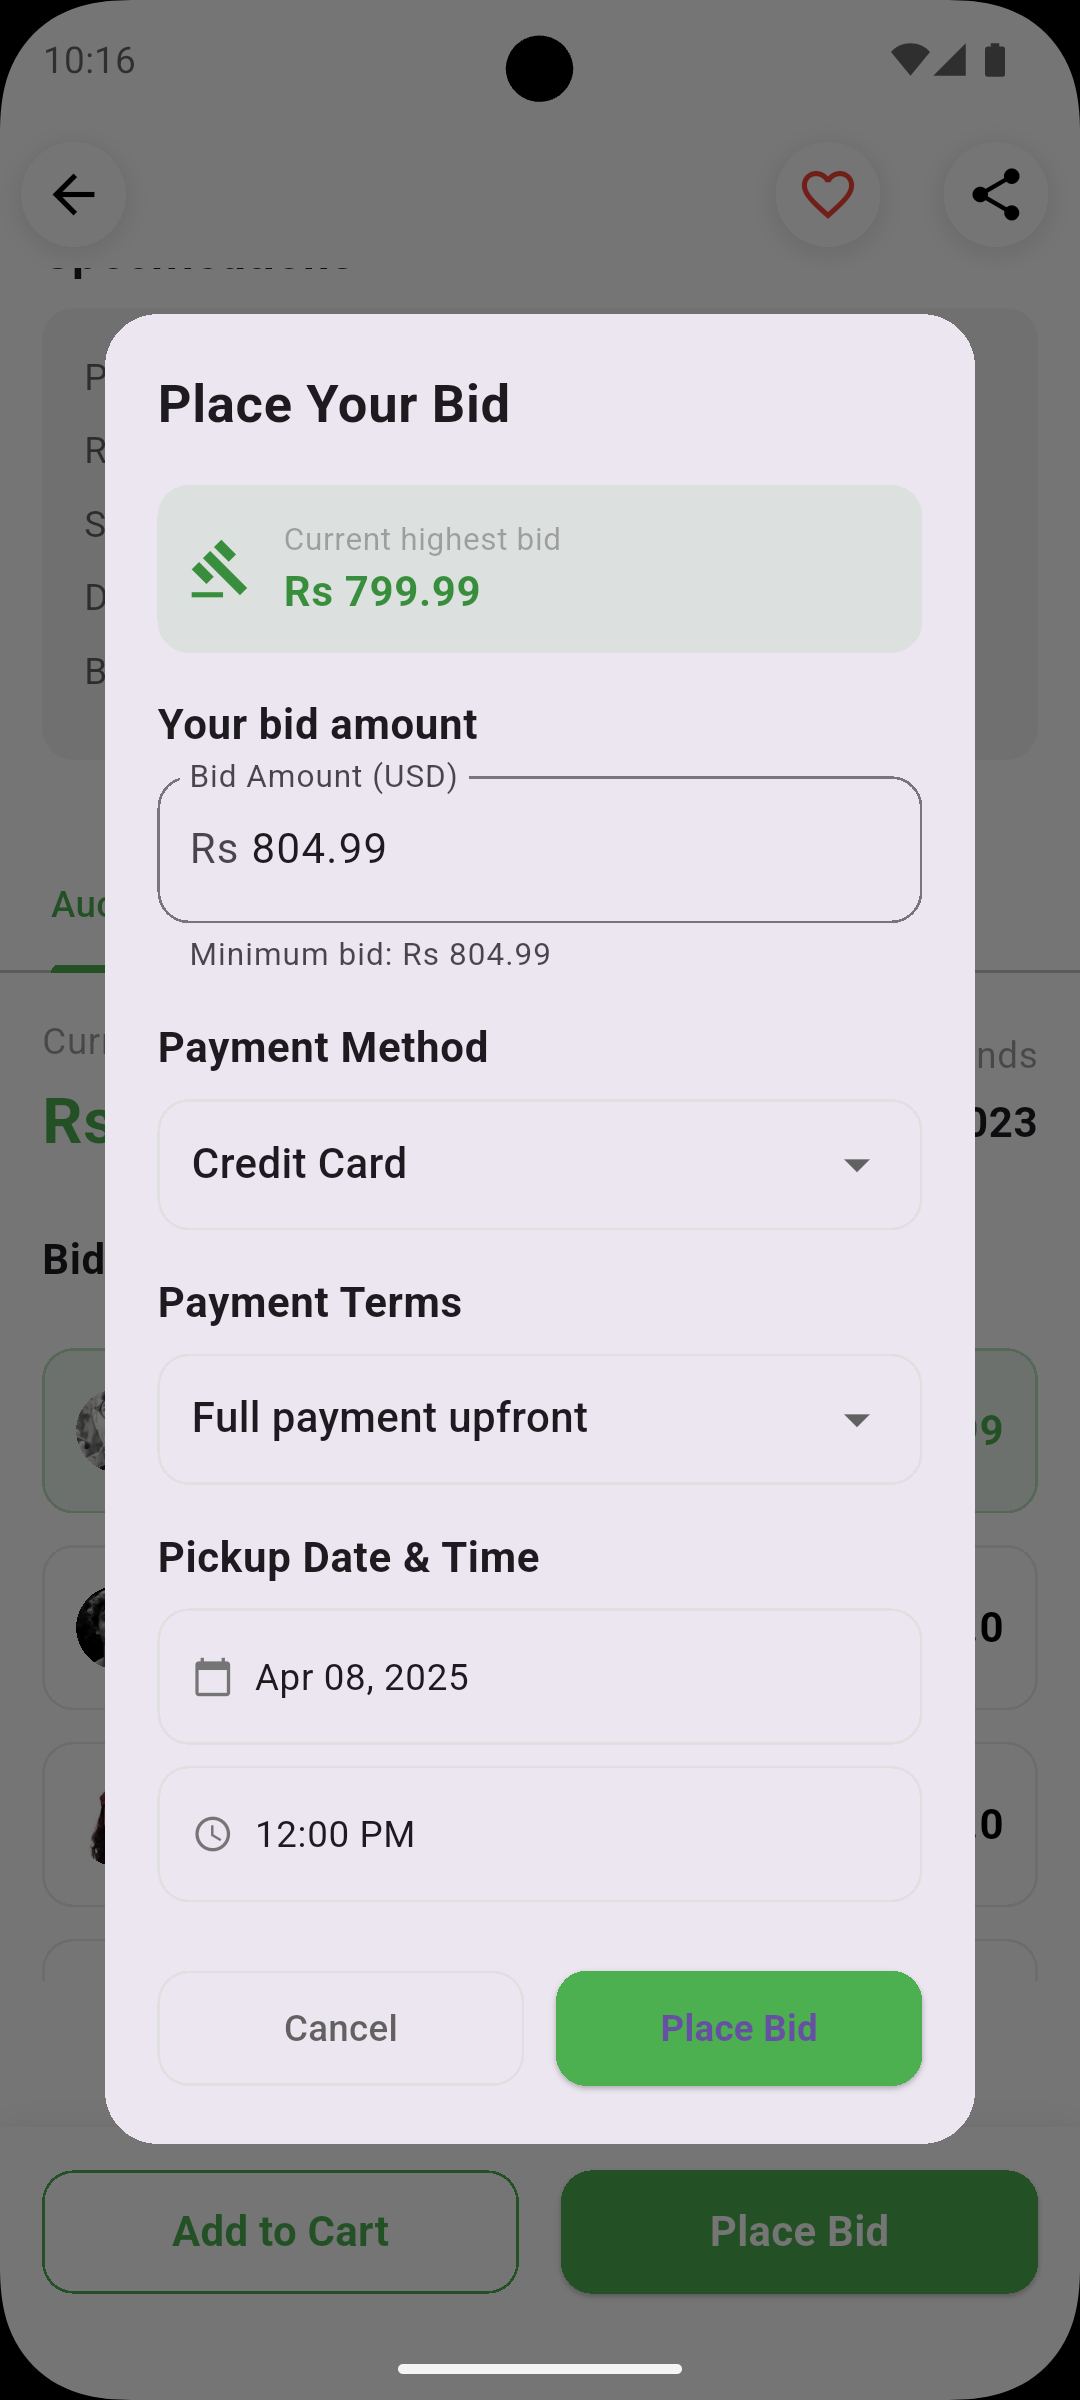 10:16
Place Your Bid
Current highest bid
Rs 799.99
Your bid amount
Bid Amount (USD)
Rs 804.99
Minimum bid: Rs 804.99
Payment Method
Credit Card
Payment Terms
Full payment upfront
Pickup Date & Time
Apr 08, 2025
12:00 PM
Cancel
Place Bid
P
R
S
D
B
Rs
Bid
Add to Cart
Place Bid